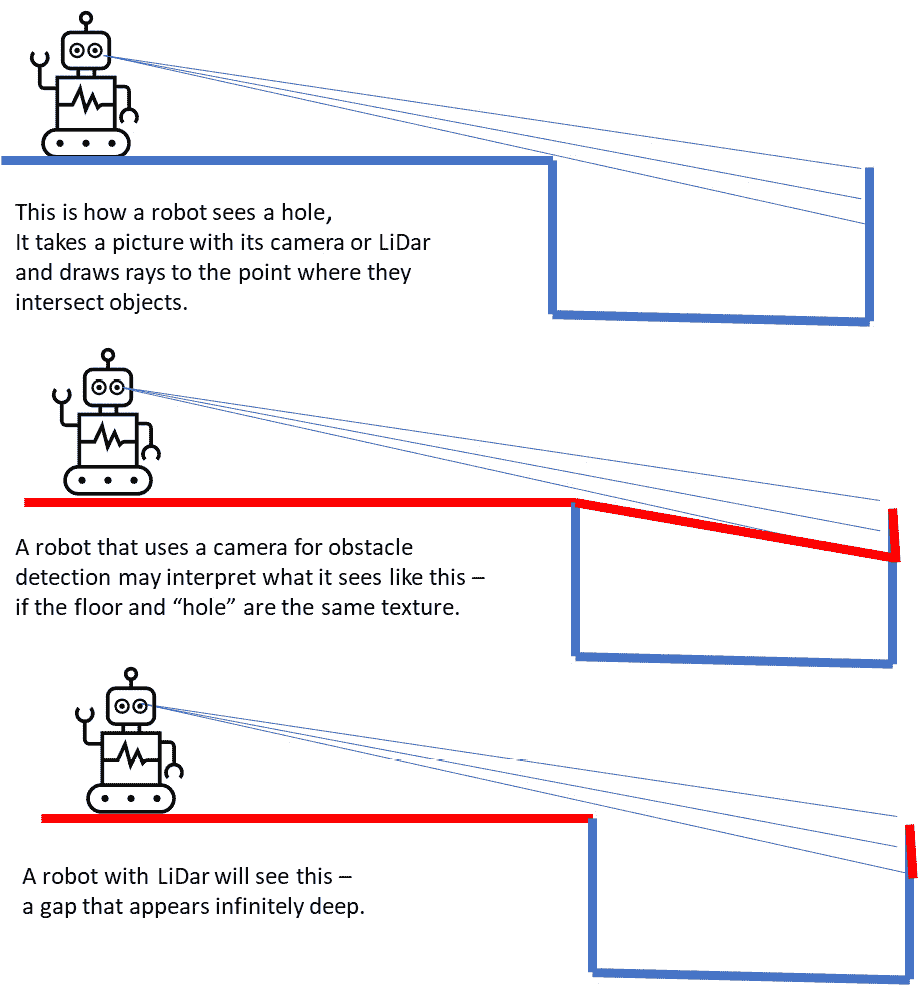 This is how a robot sees a hole,
It takes a picture with its camera or LiDar
and draws rays to the point where they
intersect objects.
A robot that uses a camera for obstacle
detection may interpret what it sees like this –
if the floor and “hole” are the same texture.
A robot with LiDar will see this –
a gap that appears infinitely deep.